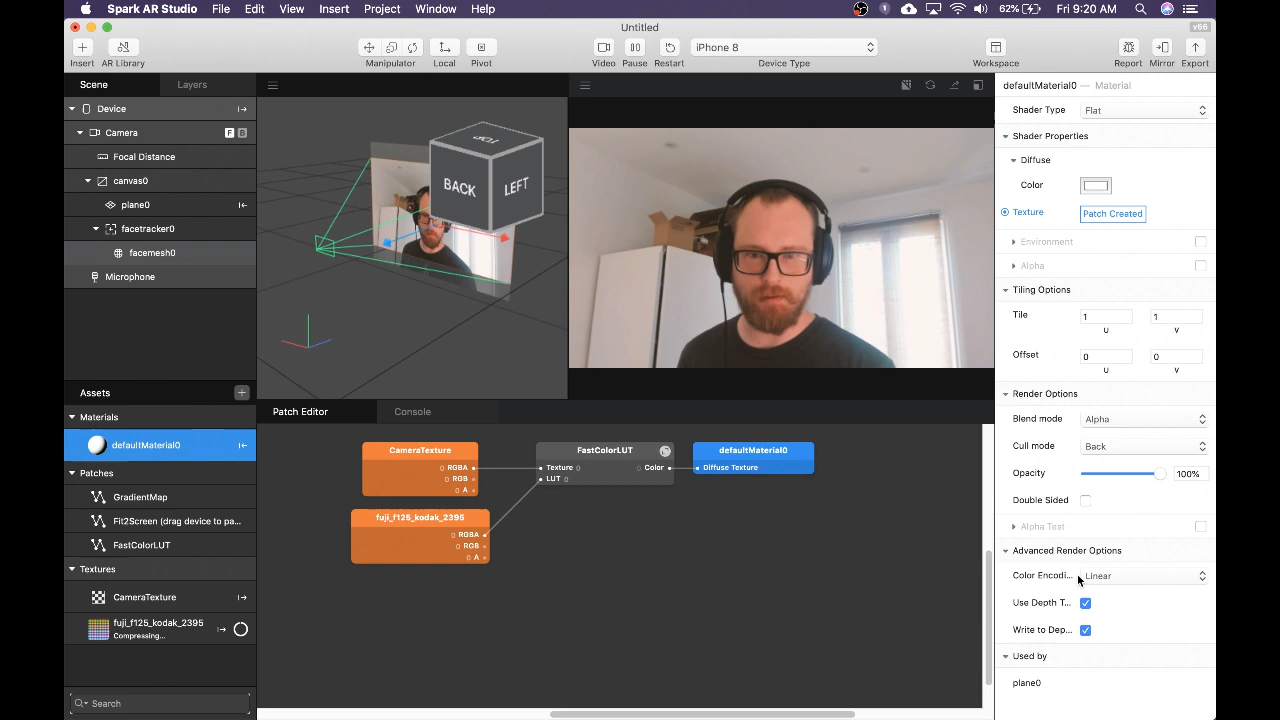 Spark AR Studio File Edit View Insert Project Window Help 1 62% Fri 9:20 AM
Untitled v66
Insert AR Library Manipulator Local Pivot Video Pause Restart iPhone 8 Device Type Workspace Report Mirror Export
Scene Layers
Device
Camera F B
Focal Distance
canvas0
plane0
facetracker0
facemesh0
Microphone
Assets
Materials
defaultMaterial0
Patches
GradientMap
Fit2Screen (drag device to pa...
FastColorLUT
Textures
CameraTexture
fuji_f125_kodak_2395
Compressing...
Search
TOP
BACK LEFT
Patch Editor Console
CameraTexture
RGBA
RGB
A
fuji_f125_kodak_2395
RGBA
RGB
A
FastColorLUT
Texture Color
LUT
defaultMaterial0
Diffuse Texture
defaultMaterial0 — Material
Shader Type Flat
Shader Properties
Diffuse
Color
Texture Patch Created
Environment
Alpha
Tiling Options
Tile 1 1
U V
Offset 0 0
U V
Render Options
Blend mode Alpha
Cull mode Back
Opacity 100%
Double Sided
Alpha Test
Advanced Render Options
Color Encodi... Linear
Use Depth T...
Write to Dep...
Used by
plane0